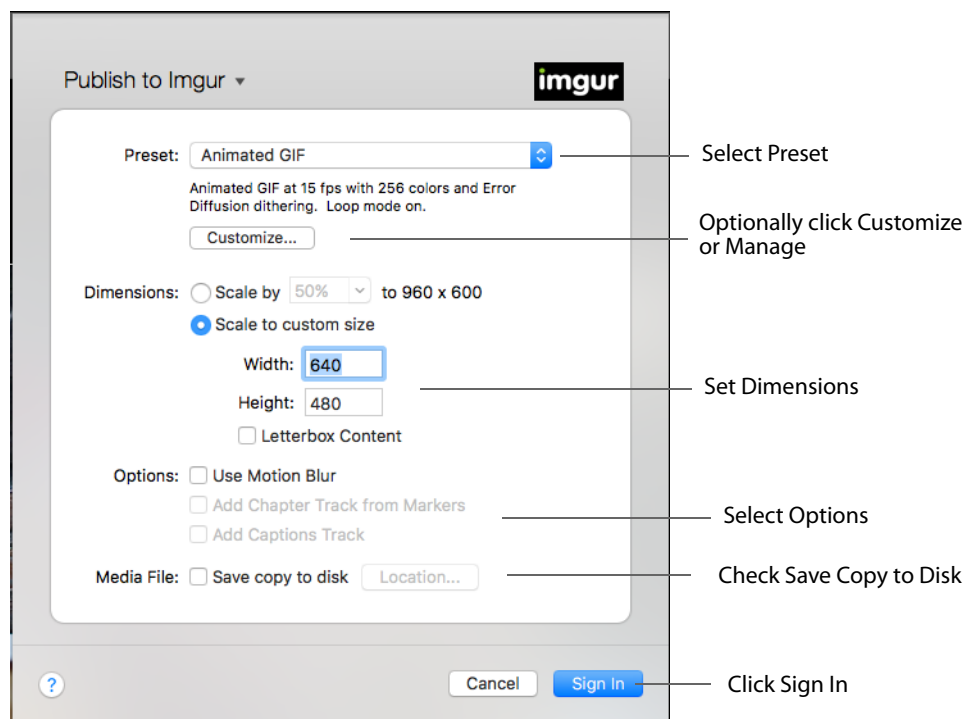 Publish to Imgur
imgur
Preset: Animated GIF
Select Preset
Animated GIF at 15 fps with 256 colors and Error
Diffusion dithering. Loop mode on.
Customize...
Optionally click Customize
or Manage
Dimensions: Scale by 50% to 960 x 600
Scale to custom size
Width: 640
Set Dimensions
Height: 480
Letterbox Content
Options: Use Motion Blur
Add Chapter Track from Markers
Select Options
Add Captions Track
Media File: Save copy to disk Location...
Check Save Copy to Disk
? Cancel Sign In
Click Sign In